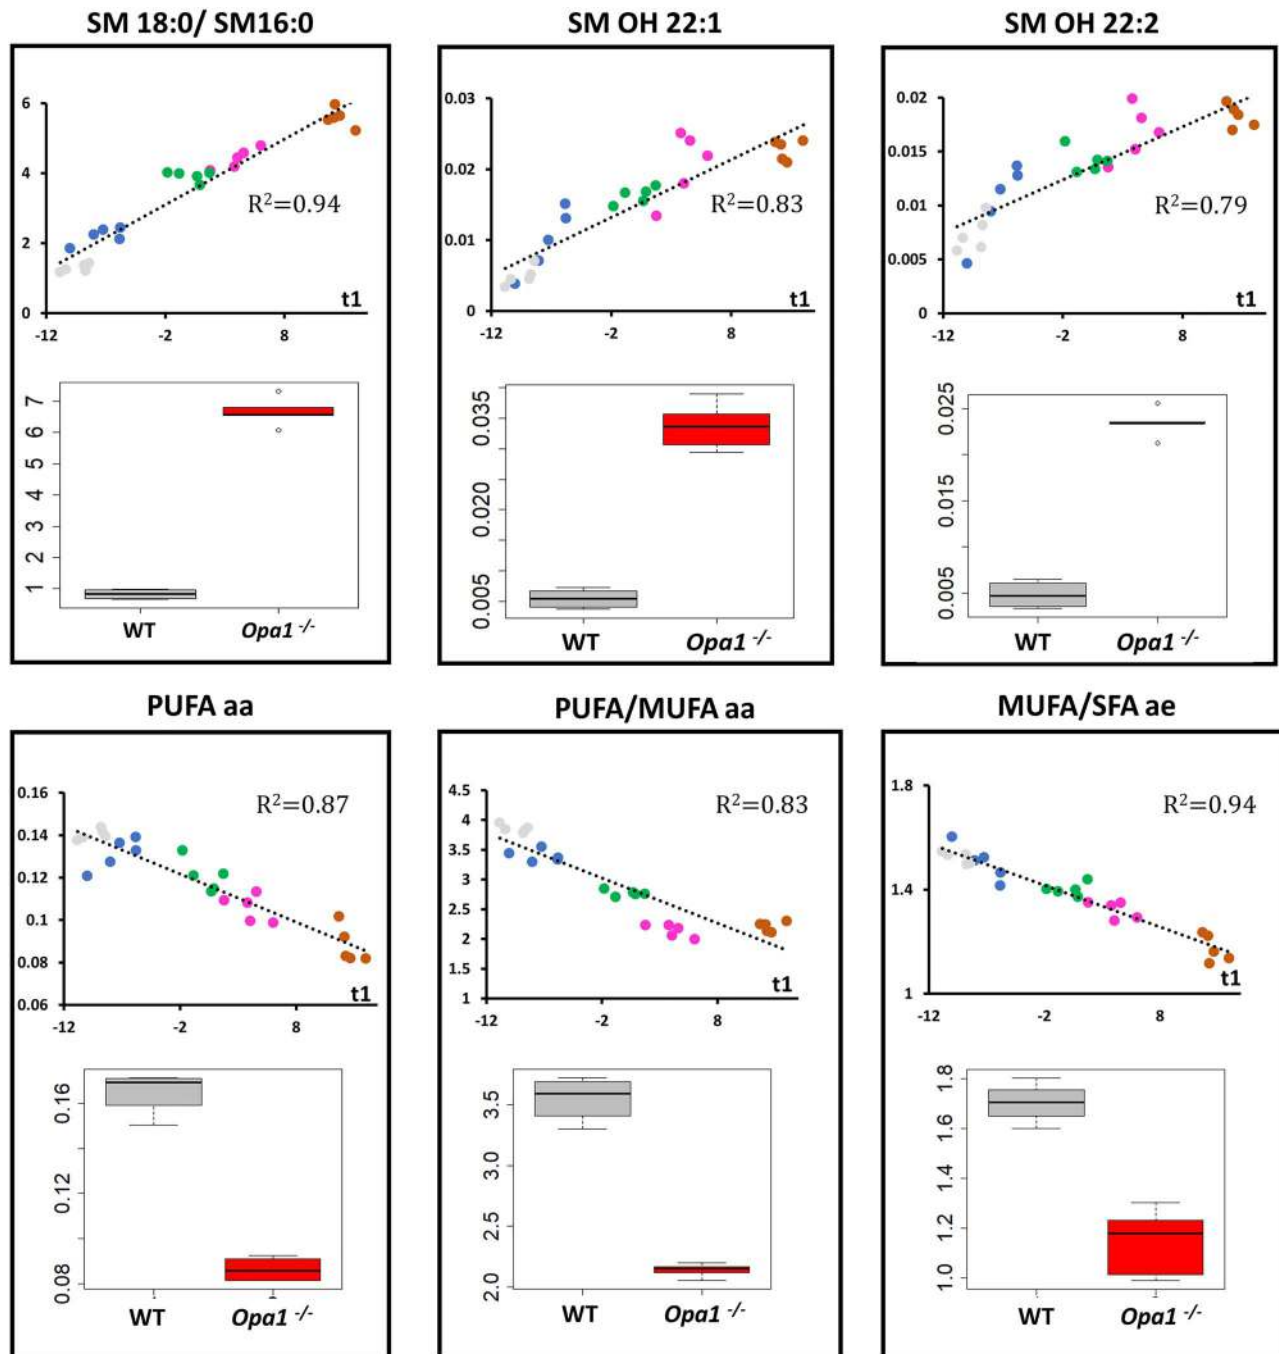 SM 18:0/ SM16:0
6
4
2
0
-12
-2
8
R²=0.94
t1
7
6
5
4
3
2
1
WT
Opa1 -/-
SM OH 22:1
0.03
0.02
0.01
0
-12
-2
8
R²=0.83
t1
0.035
0.020
0.005
WT
Opa1 -/-
SM OH 22:2
0.02
0.015
0.01
0.005
0
-12
-2
8
R²=0.79
t1
0.025
0.015
0.005
WT
Opa1 -/-
PUFA aa
0.16
0.14
0.12
0.1
0.08
0.06
-12
-2
8
R²=0.87
t1
0.16
0.12
0.08
WT
Opa1 -/-
PUFA/MUFA aa
4.5
4
3.5
3
2.5
2
1.5
1
-12
-2
8
R²=0.83
t1
3.5
3.0
2.5
2.0
WT
Opa1 -/-
MUFA/SFA ae
1.8
1.4
1
-12
-2
8
R²=0.94
t1
1.8
1.6
1.4
1.2
1.0
WT
Opa1 -/-